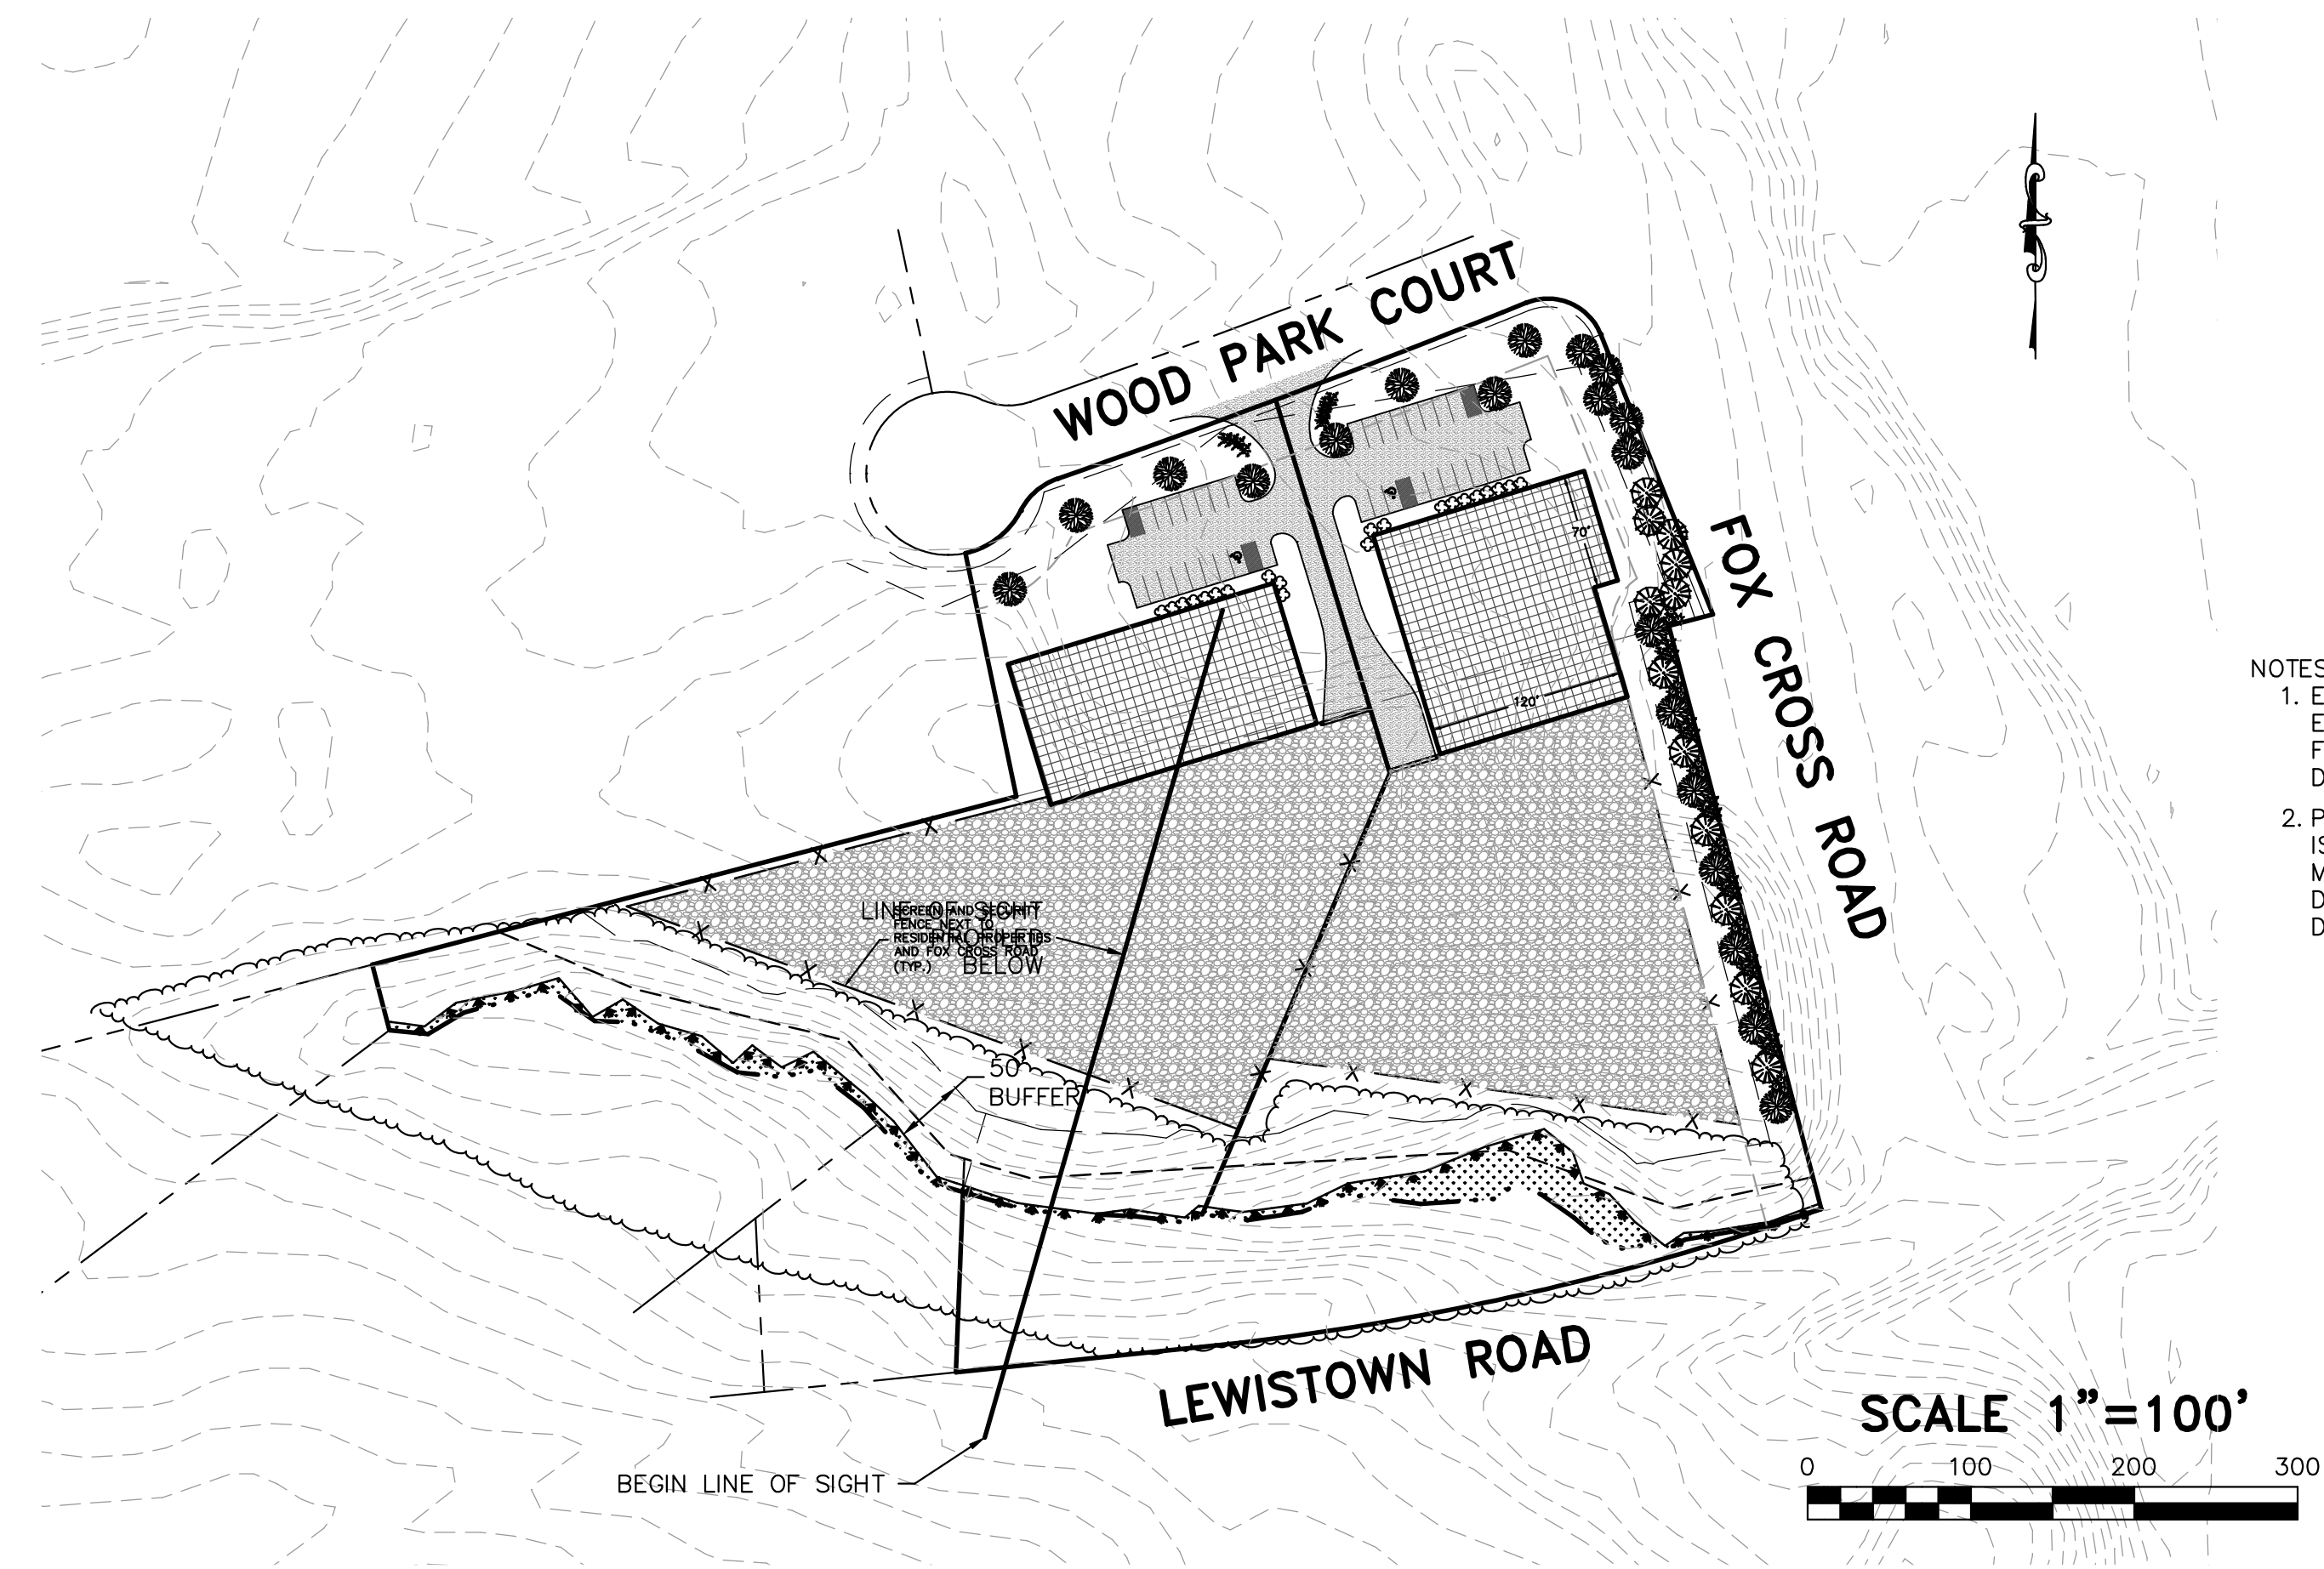 WOOD PARK COURT
FOX CROSS ROAD
70'
120'
NOTES
1. E
E
F
D
2. P
IS
M
D
D
LINE OF SIGHT
PROFILED
BELOW
SCREEN AND SECURITY
FENCE NEXT TO
RESIDENTIAL PROPERTIES
AND FOX CROSS ROAD
(TYP.)
50'
BUFFER
LEWISTOWN ROAD
BEGIN LINE OF SIGHT
SCALE 1"=100'
0 100 200 300